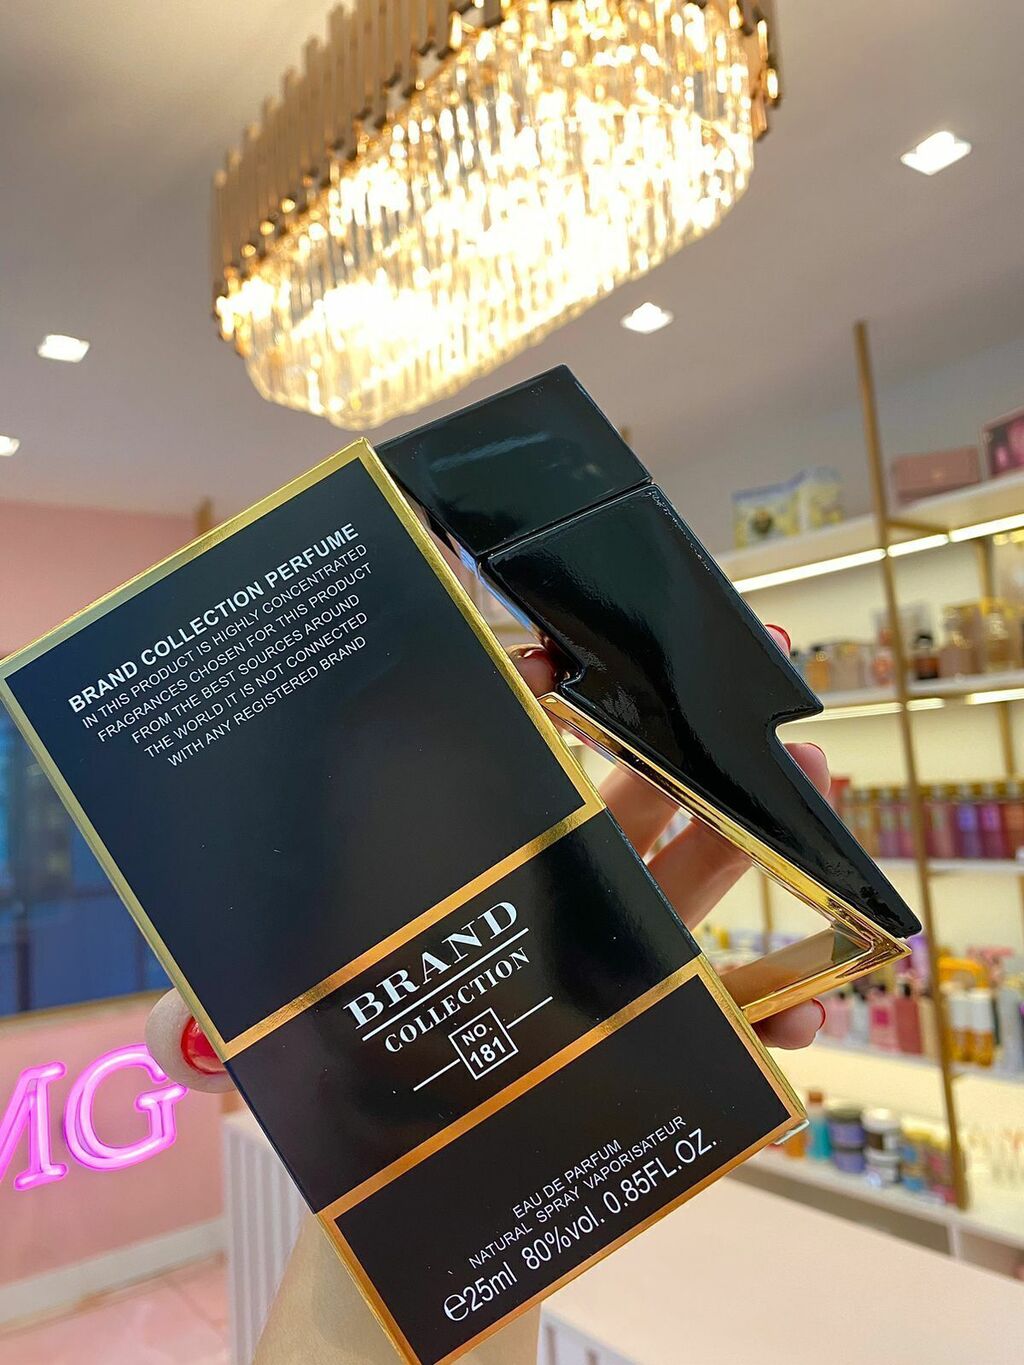 BRAND COLLECTION PERFUME
IN THIS PRODUCT IS HIGHLY CONCENTRATED
FRAGRANCES CHOSEN FOR THIS PRODUCT
FROM THE BEST SOURCES AROUND
THE WORLD IT IS NOT CONNECTED
WITH ANY REGISTERED BRAND
BRAND
COLLECTION
NO.
181
EAU DE PARFUM
NATURAL SPRAY VAPORISATEUR
e25ml 80%vol. 0.85FL.OZ.
MG